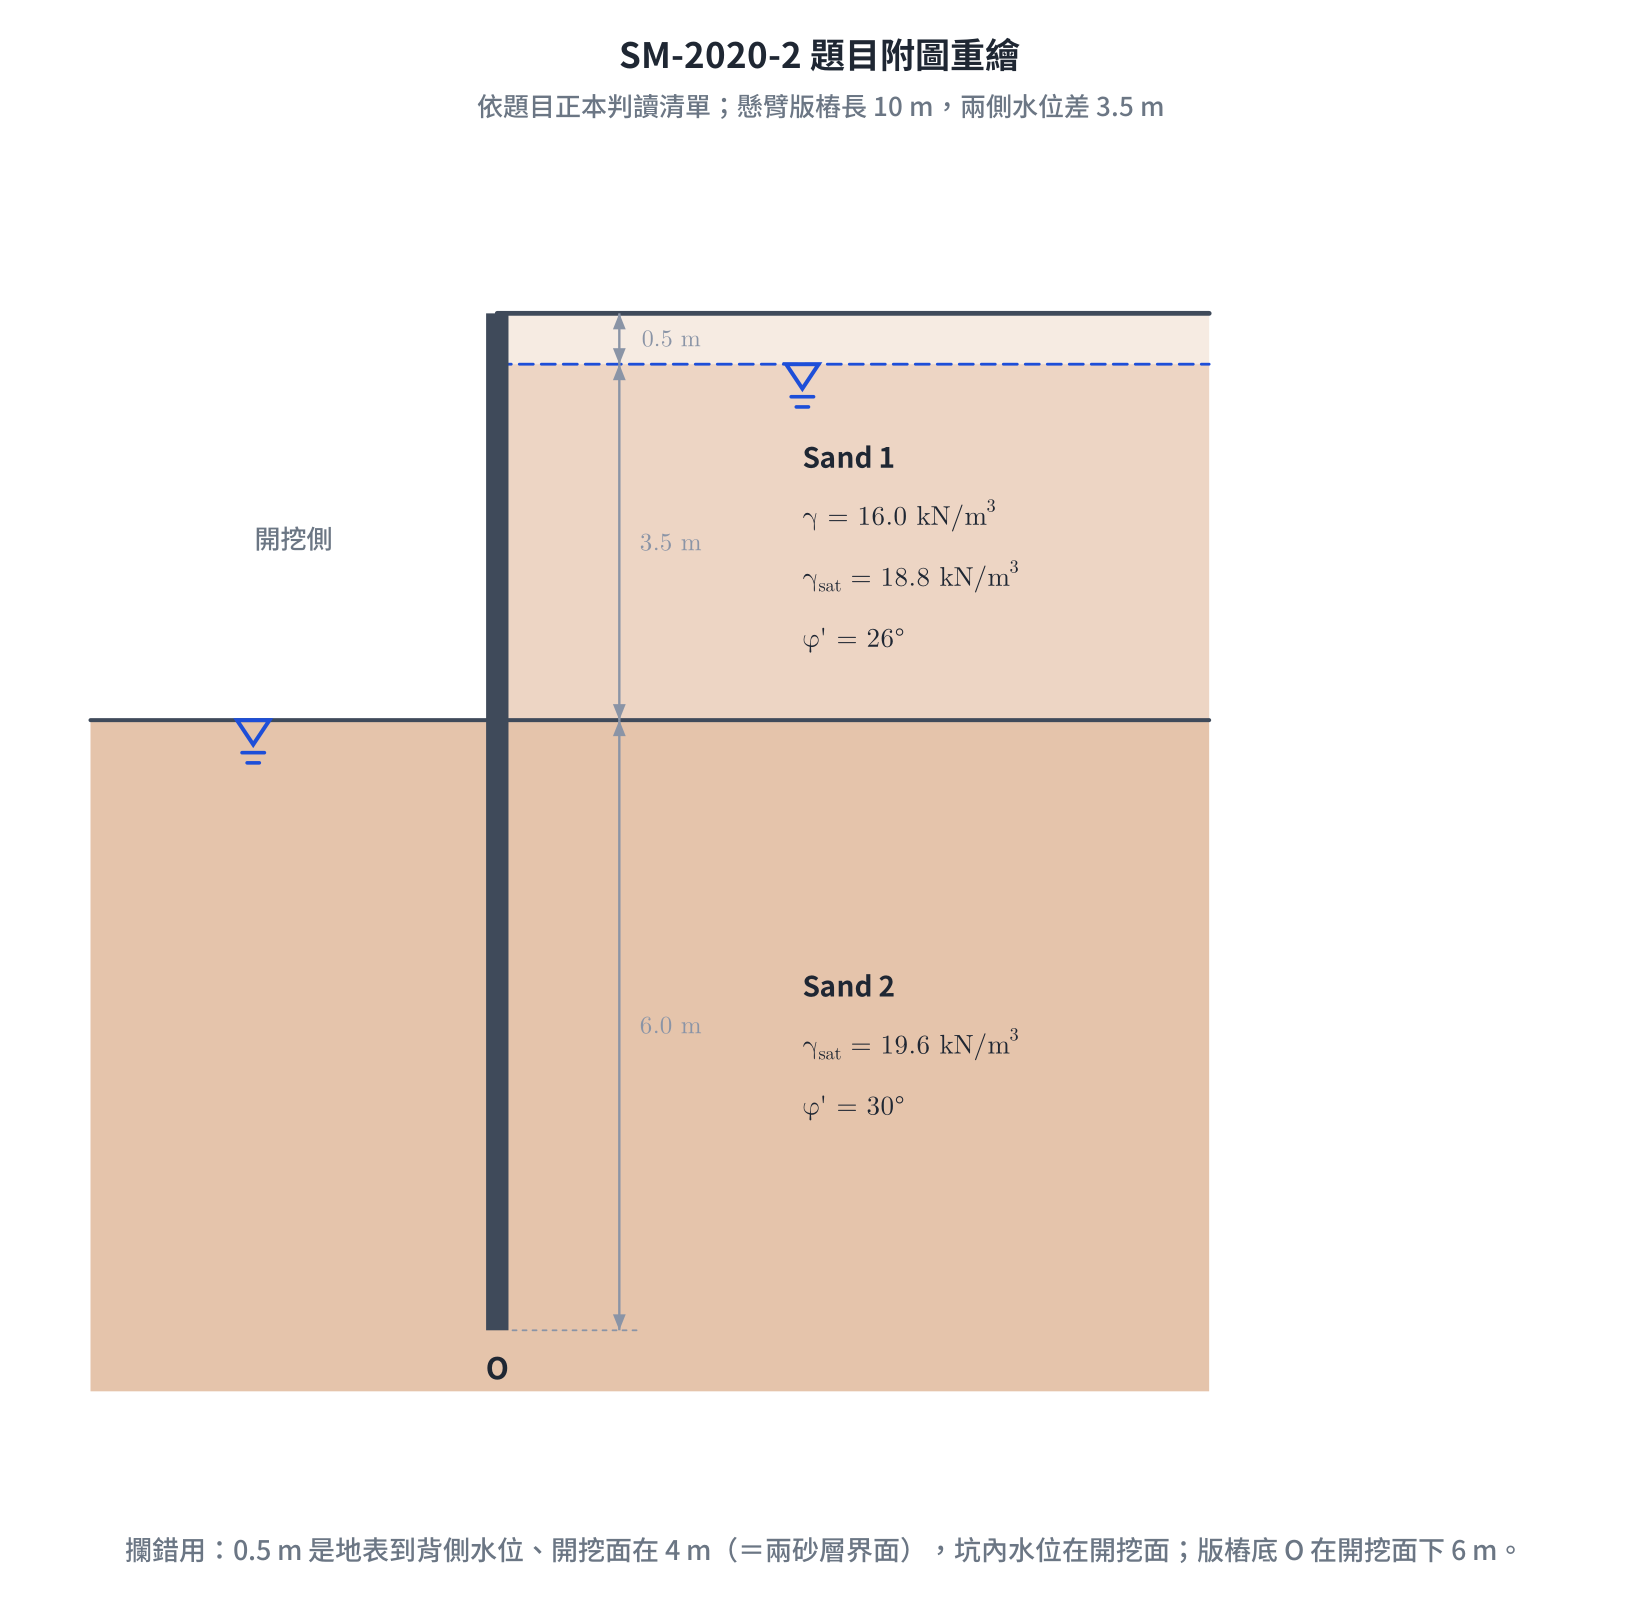 SM-2020-2 題目附圖重繪
依題目正本判讀清單；懸臂版樁長 10 m，兩側水位差 3.5 m
0.5 m
Sand 1
γ = 16.0 kN/m³
開挖側
3.5 m
γsat = 18.8 kN/m³
φ' = 26°
Sand 2
6.0 m
γsat = 19.6 kN/m³
φ' = 30°
O
攔錯用：0.5 m 是地表到背側水位、開挖面在 4 m（＝兩砂層界面），坑內水位在開挖面；版樁底 O 在開挖面下 6 m。